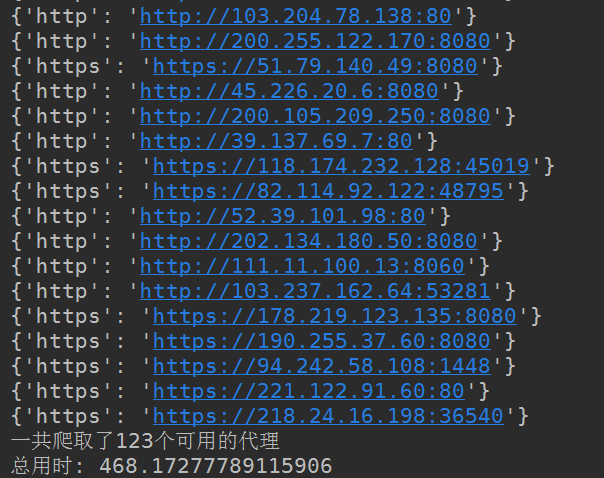 {'http': 'http://103.204.78.138:80'}
{'http': 'http://200.255.122.170:8080'}
{'https': 'https://51.79.140.49:8080'}
{'http': 'http://45.226.20.6:8080'}
{'http': 'http://200.105.209.250:8080'}
{'http': 'http://39.137.69.7:80'}
{'https': 'https://118.174.232.128:45019'}
{'https': 'https://82.114.92.122:48795'}
{'http': 'http://52.39.101.98:80'}
{'http': 'http://202.134.180.50:8080'}
{'http': 'http://111.11.100.13:8060'}
{'http': 'http://103.237.162.64:53281'}
{'https': 'https://178.219.123.135:8080'}
{'https': 'https://190.255.37.60:8080'}
{'https': 'https://94.242.58.108:1448'}
{'https': 'https://221.122.91.60:80'}
{'https': 'https://218.24.16.198:36540'}
一共爬取了123个可用的代理
总用时: 468.17277789115906